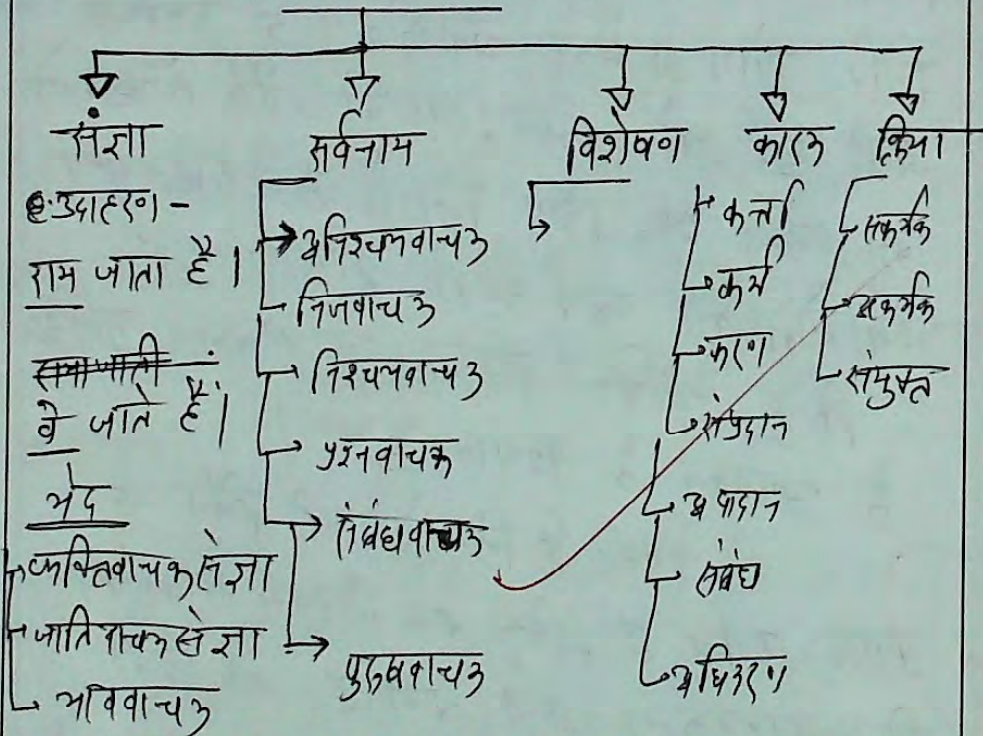 संज्ञा
उदाहरण -
राम जाता है।
वे जाते हैं।
भेद
व्यक्तिवाचक संज्ञा
जातिवाचक संज्ञा
भाववाचक
सर्वनाम
अनिश्चयवाचक
निजवाचक
निश्चयवाचक
प्रश्नवाचक
संबंधवाचक
पुरुषवाचक
विशेषण
कारक
कर्त्ता
कर्म
करण
संप्रदान
अपादान
संबंध
अधिकरण
क्रिया
सकर्मक
अकर्मक
संयुक्त